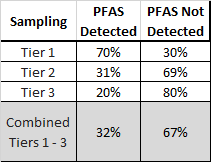 Sampling PFAS Detected PFAS Not Detected
Tier 1 70% 30%
Tier 2 31% 69%
Tier 3 20% 80%
Combined Tiers 1 - 3 32% 67%